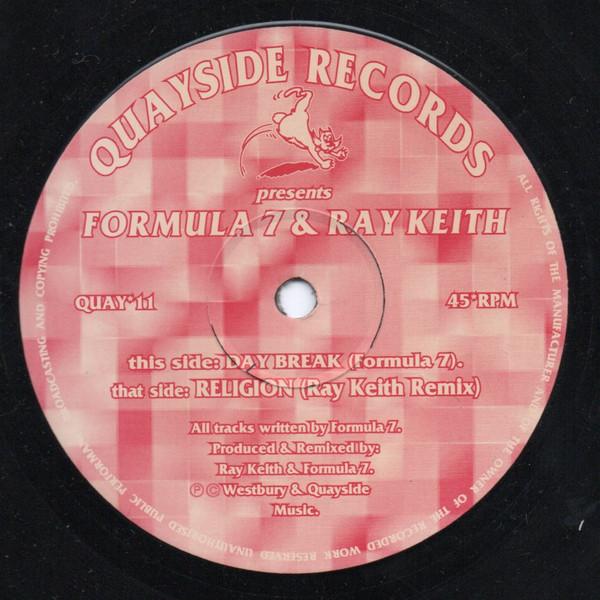 QUAYSIDE RECORDS
presents
FORMULA 7 & RAY KEITH
QUAY*11
45*RPM
this side: DAY BREAK (Formula 7).
that side: RELIGION (Ray Keith Remix)
All tracks written by Formula 7.
Produced & Remixed by:
Ray Keith & Formula 7.
℗ © Westbury & Quayside
Music.
ALL RIGHTS OF THE MANUFACTURER AND OF THE OWNER OF THE RECORDED WORK RESERVED UNAUTHORISED PUBLIC PERFORMANCE BROADCASTING AND COPYING PROHIBITED.